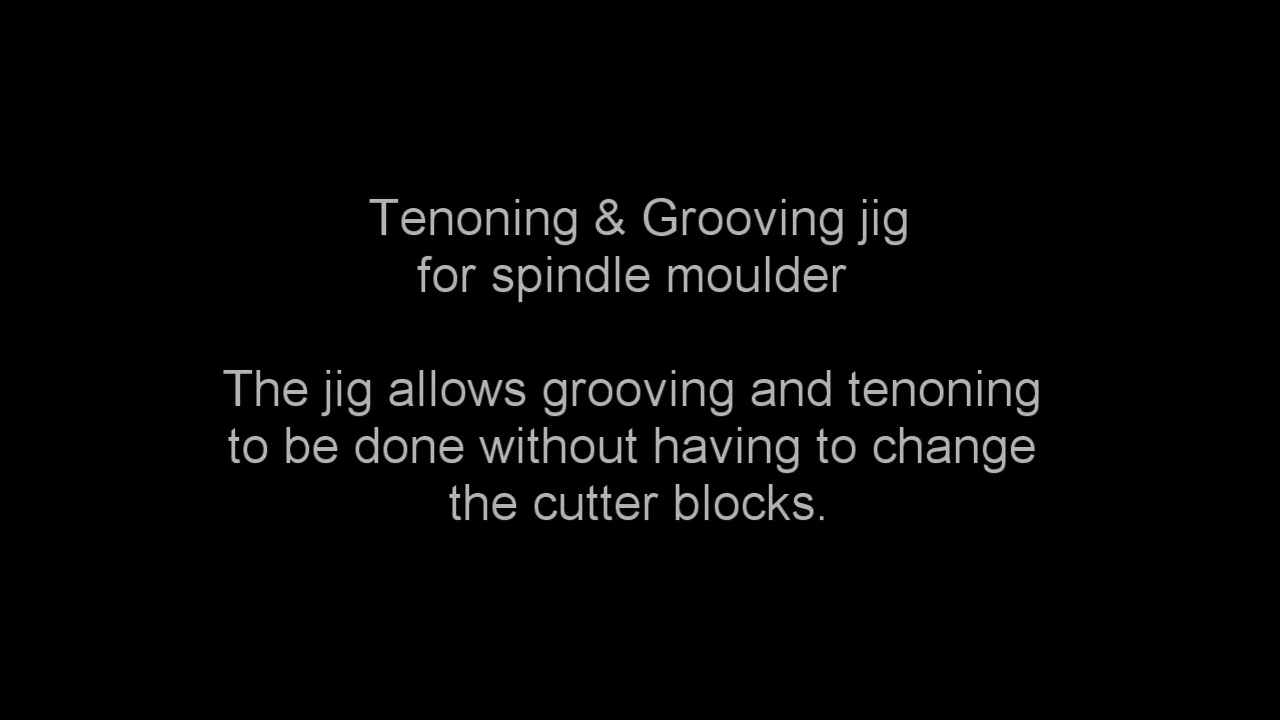 Tenoning & Grooving jig
for spindle moulder
The jig allows grooving and tenoning
to be done without having to change
the cutter blocks.